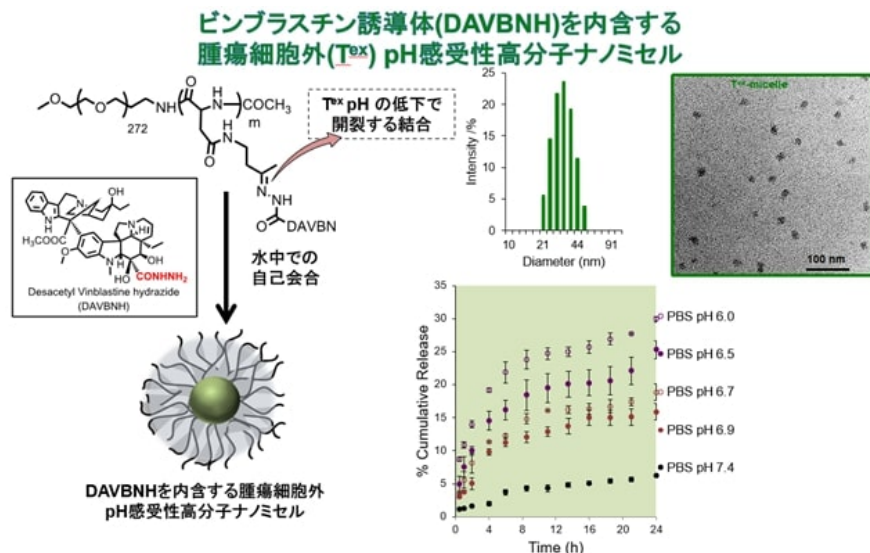 ビンブラスチン誘導体(DAVBNH)を内含する
腫瘍細胞外(Tᵉˣ) pH感受性高分子ナノミセル
O
O
NH
O
H
N
COCH₃
m
272
O
NH
N
NH
O
DAVBN
Tᵉˣ pH の低下で
開裂する結合
OH
N
N
H
CH₃OOC
N
H
O
N
H
OH
HO
CONHNH₂
Desacetyl Vinblastine hydrazide
(DAVBNH)
水中での
自己会合
DAVBNHを内含する腫瘍細胞外
pH感受性高分子ナノミセル
Intensity /%
25
20
15
10
5
0
10 21 44 91
Diameter (nm)
Tᵉˣ-micelle
100 nm
% Cumulative Release
35
30
25
20
15
10
5
0
0 4 8 12 16 20 24
Time (h)
PBS pH 6.0
PBS pH 6.5
PBS pH 6.7
PBS pH 6.9
PBS pH 7.4